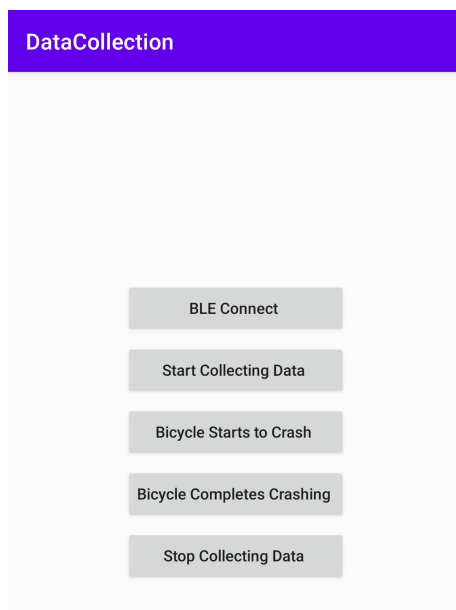 DataCollection
BLE Connect
Start Collecting Data
Bicycle Starts to Crash
Bicycle Completes Crashing
Stop Collecting Data